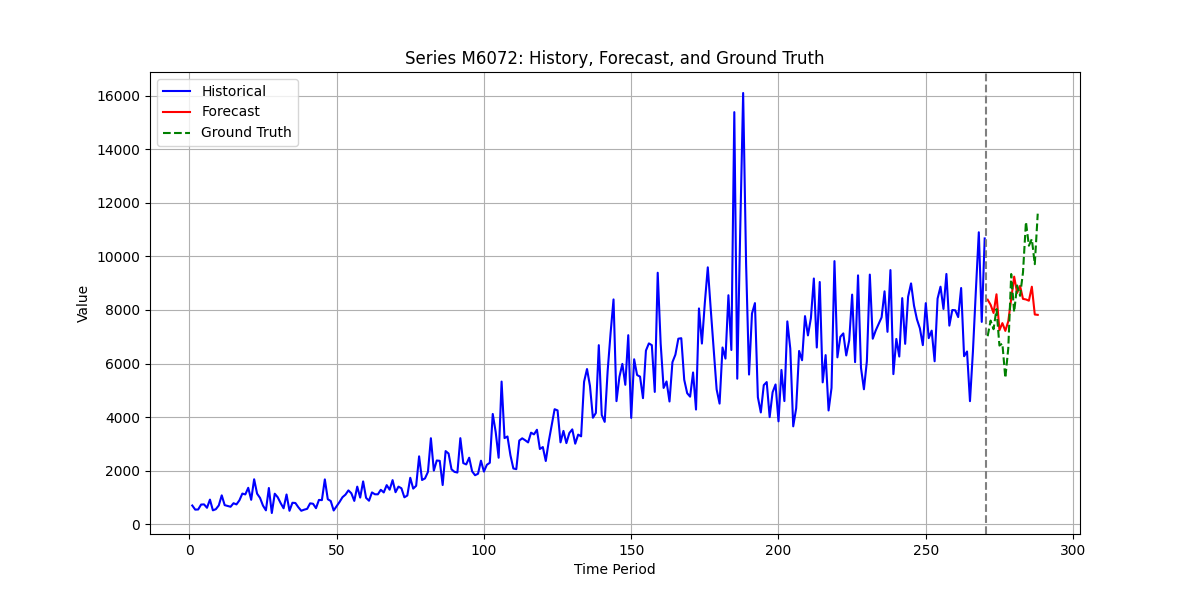 Series M6072: History, Forecast, and Ground Truth
Historical
Forecast
Ground Truth
16000
14000
12000
10000
8000
6000
4000
2000
0
Value
0 50 100 150 200 250 300
Time Period